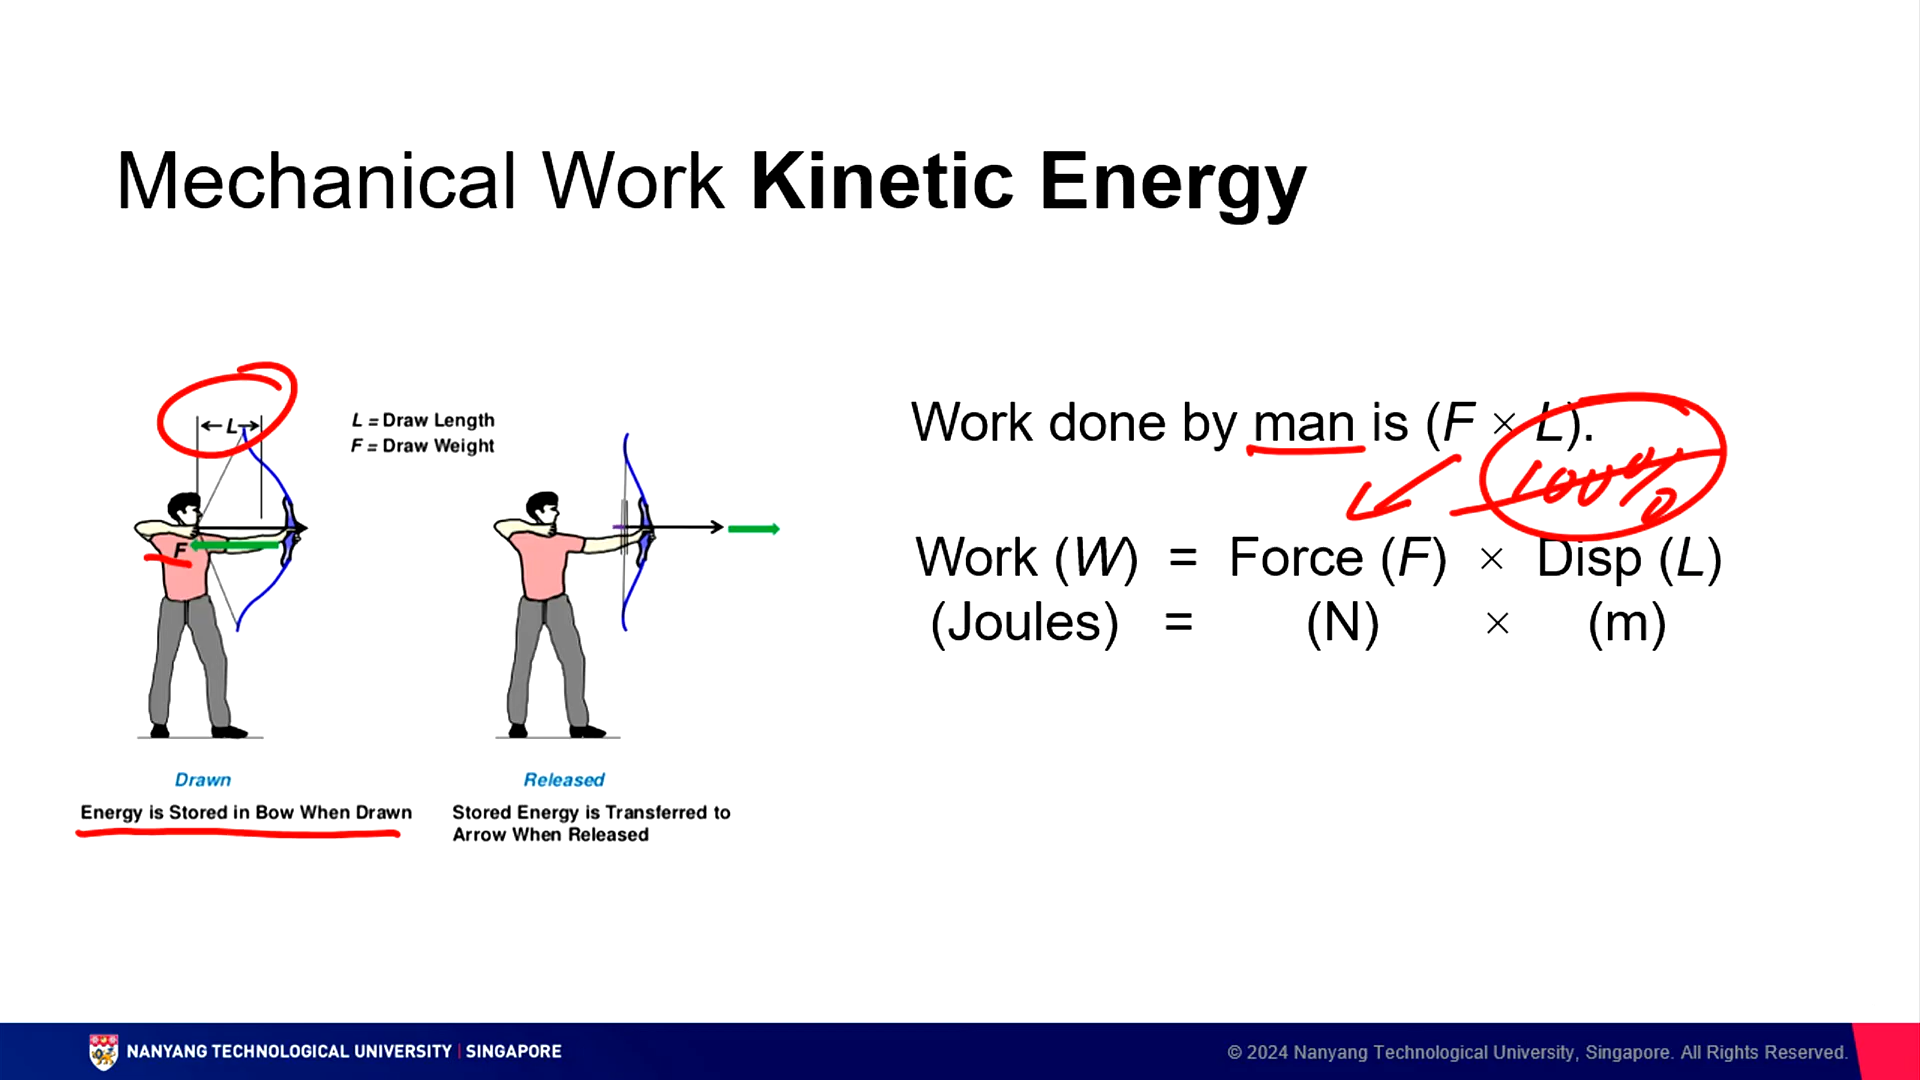 Mechanical Work Kinetic Energy
L
L = Draw Length
F = Draw Weight
F
Drawn
Energy is Stored in Bow When Drawn
Released
Stored Energy is Transferred to
Arrow When Released
Work done by man is (F × L).
100%
Work (W) = Force (F) × Disp (L)
(Joules) = (N) × (m)
NANYANG TECHNOLOGICAL UNIVERSITY | SINGAPORE
© 2024 Nanyang Technological University, Singapore. All Rights Reserved.